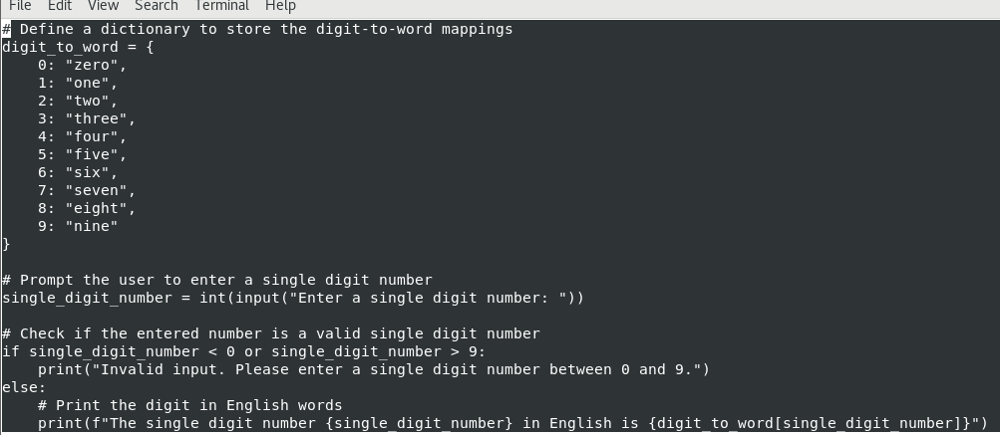 File Edit View Search Terminal Help
# Define a dictionary to store the digit-to-word mappings
digit_to_word = {
    0: "zero",
    1: "one",
    2: "two",
    3: "three",
    4: "four",
    5: "five",
    6: "six",
    7: "seven",
    8: "eight",
    9: "nine"
}

# Prompt the user to enter a single digit number
single_digit_number = int(input("Enter a single digit number: "))

# Check if the entered number is a valid single digit number
if single_digit_number < 0 or single_digit_number > 9:
    print("Invalid input. Please enter a single digit number between 0 and 9.")
else:
    # Print the digit in English words
    print(f"The single digit number {single_digit_number} in English is {digit_to_word[single_digit_number]}")